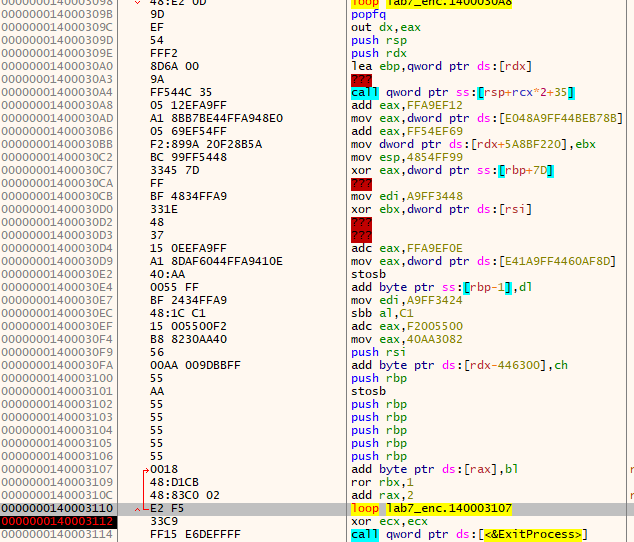 0000000140003098 48:E2 0D loop lab7_enc.1400030A8
000000014000309B 9D popfq
000000014000309C EF out dx,eax
000000014000309D 54 push rsp
000000014000309E FFF2 push rdx
00000001400030A0 8D6A 00 lea ebp,qword ptr ds:[rdx]
00000001400030A3 9A ???
00000001400030A4 FF544C 35 call qword ptr ss:[rsp+rcx*2+35]
00000001400030A8 05 12EFA9FF add eax,FFA9EF12
00000001400030AD A1 8BB7BE44FFA948E0 mov eax,dword ptr ds:[E048A9FF44BEB78B]
00000001400030B6 05 69EF54FF add eax,FF54EF69
00000001400030BB F2:899A 20F28B5A mov dword ptr ds:[rdx+5A8BF220],ebx
00000001400030C2 BC 99FF5448 mov esp,4854FF99
00000001400030C7 3345 7D xor eax,dword ptr ss:[rbp+7D]
00000001400030CA FF ???
00000001400030CB BF 4834FFA9 mov edi,A9FF3448
00000001400030D0 331E xor ebx,dword ptr ds:[rsi]
00000001400030D2 48 ???
00000001400030D3 37 ???
00000001400030D4 15 0EEFA9FF adc eax,FFA9EF0E
00000001400030D9 A1 8DAF6044FFA9410E mov eax,dword ptr ds:[E41A9FF4460AF8D]
00000001400030E2 40:AA stosb
00000001400030E4 0055 FF add byte ptr ss:[rbp-1],dl
00000001400030E7 BF 2434FFA9 mov edi,A9FF3424
00000001400030EC 48:1C C1 sbb al,C1
00000001400030EF 15 005500F2 adc eax,F2005500
00000001400030F4 B8 8230AA40 mov eax,40AA3082
00000001400030F9 56 push rsi
00000001400030FA 00AA 009DBBFF add byte ptr ds:[rdx-446300],ch
0000000140003100 55 push rbp
0000000140003101 AA stosb
0000000140003102 55 push rbp
0000000140003103 55 push rbp
0000000140003104 55 push rbp
0000000140003105 55 push rbp
0000000140003106 55 push rbp
0000000140003107 0018 add byte ptr ds:[rax],bl
0000000140003109 48:D1CB ror rbx,1
000000014000310C 48:83C0 02 add rax,2
0000000140003110 E2 F5 loop lab7_enc.140003107
0000000140003112 33C9 xor ecx,ecx
0000000140003114 FF15 E6DEFFFF call qword ptr ds:[<&ExitProcess>]